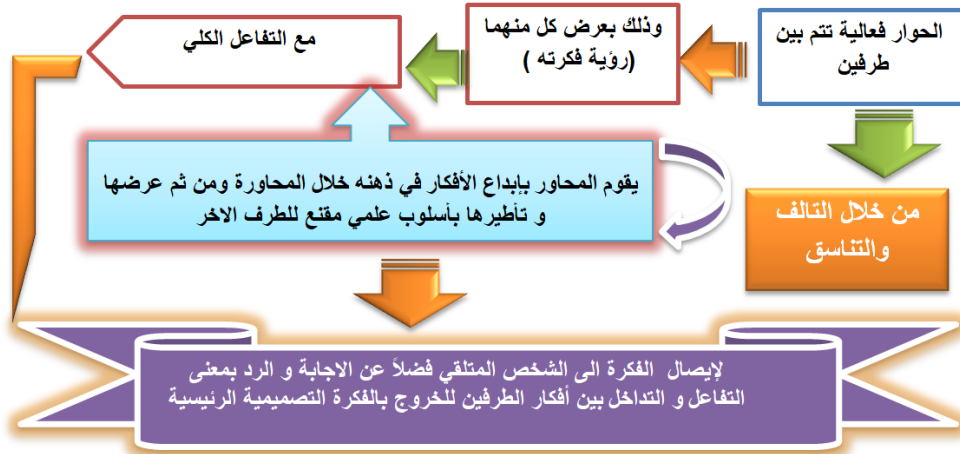 الحوار فعالية تتم بين
طرفين
وذلك بعرض كل منهما
(رؤية فكرته )
مع التفاعل الكلي
يقوم المحاور بإبداع الأفكار في ذهنه خلال المحاورة ومن ثم عرضها
و تأطيرها بأسلوب علمي مقنع للطرف الاخر
من خلال التالف
والتناسق
لإيصال الفكرة الى الشخص المتلقي فضلاً عن الاجابة و الرد بمعنى
التفاعل و التداخل بين أفكار الطرفين للخروج بالفكرة التصميمية الرئيسية